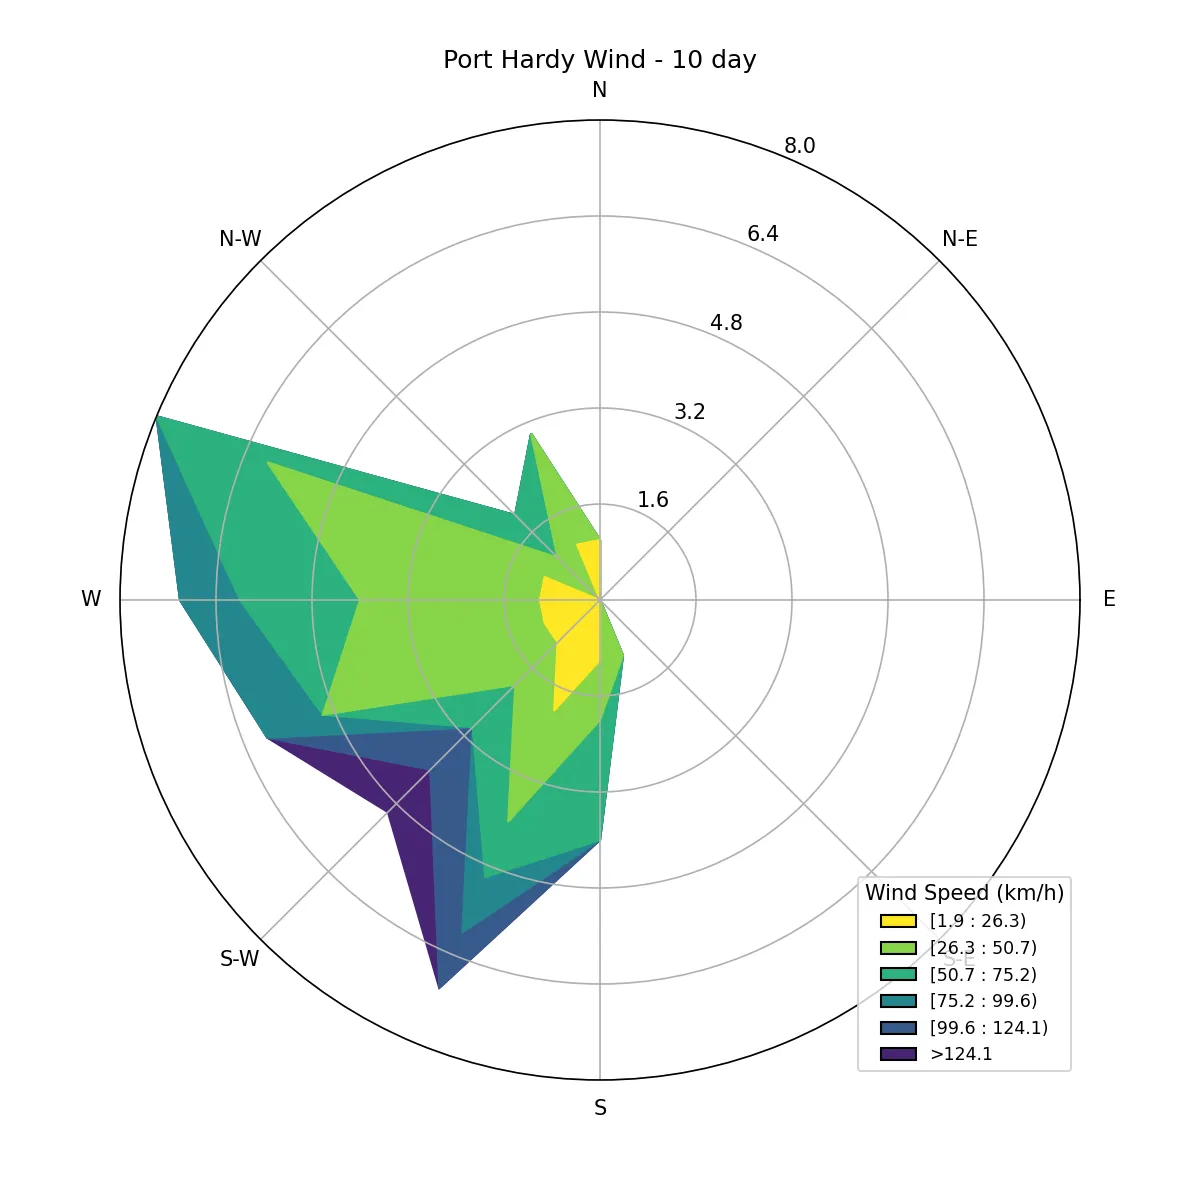 Port Hardy Wind - 10 day
N
8.0
N-W
N-E
6.4
4.8
3.2
1.6
W
E
S-W
S-E
S
Wind Speed (km/h)
[1.9 : 26.3)
[26.3 : 50.7)
[50.7 : 75.2)
[75.2 : 99.6)
[99.6 : 124.1)
>124.1